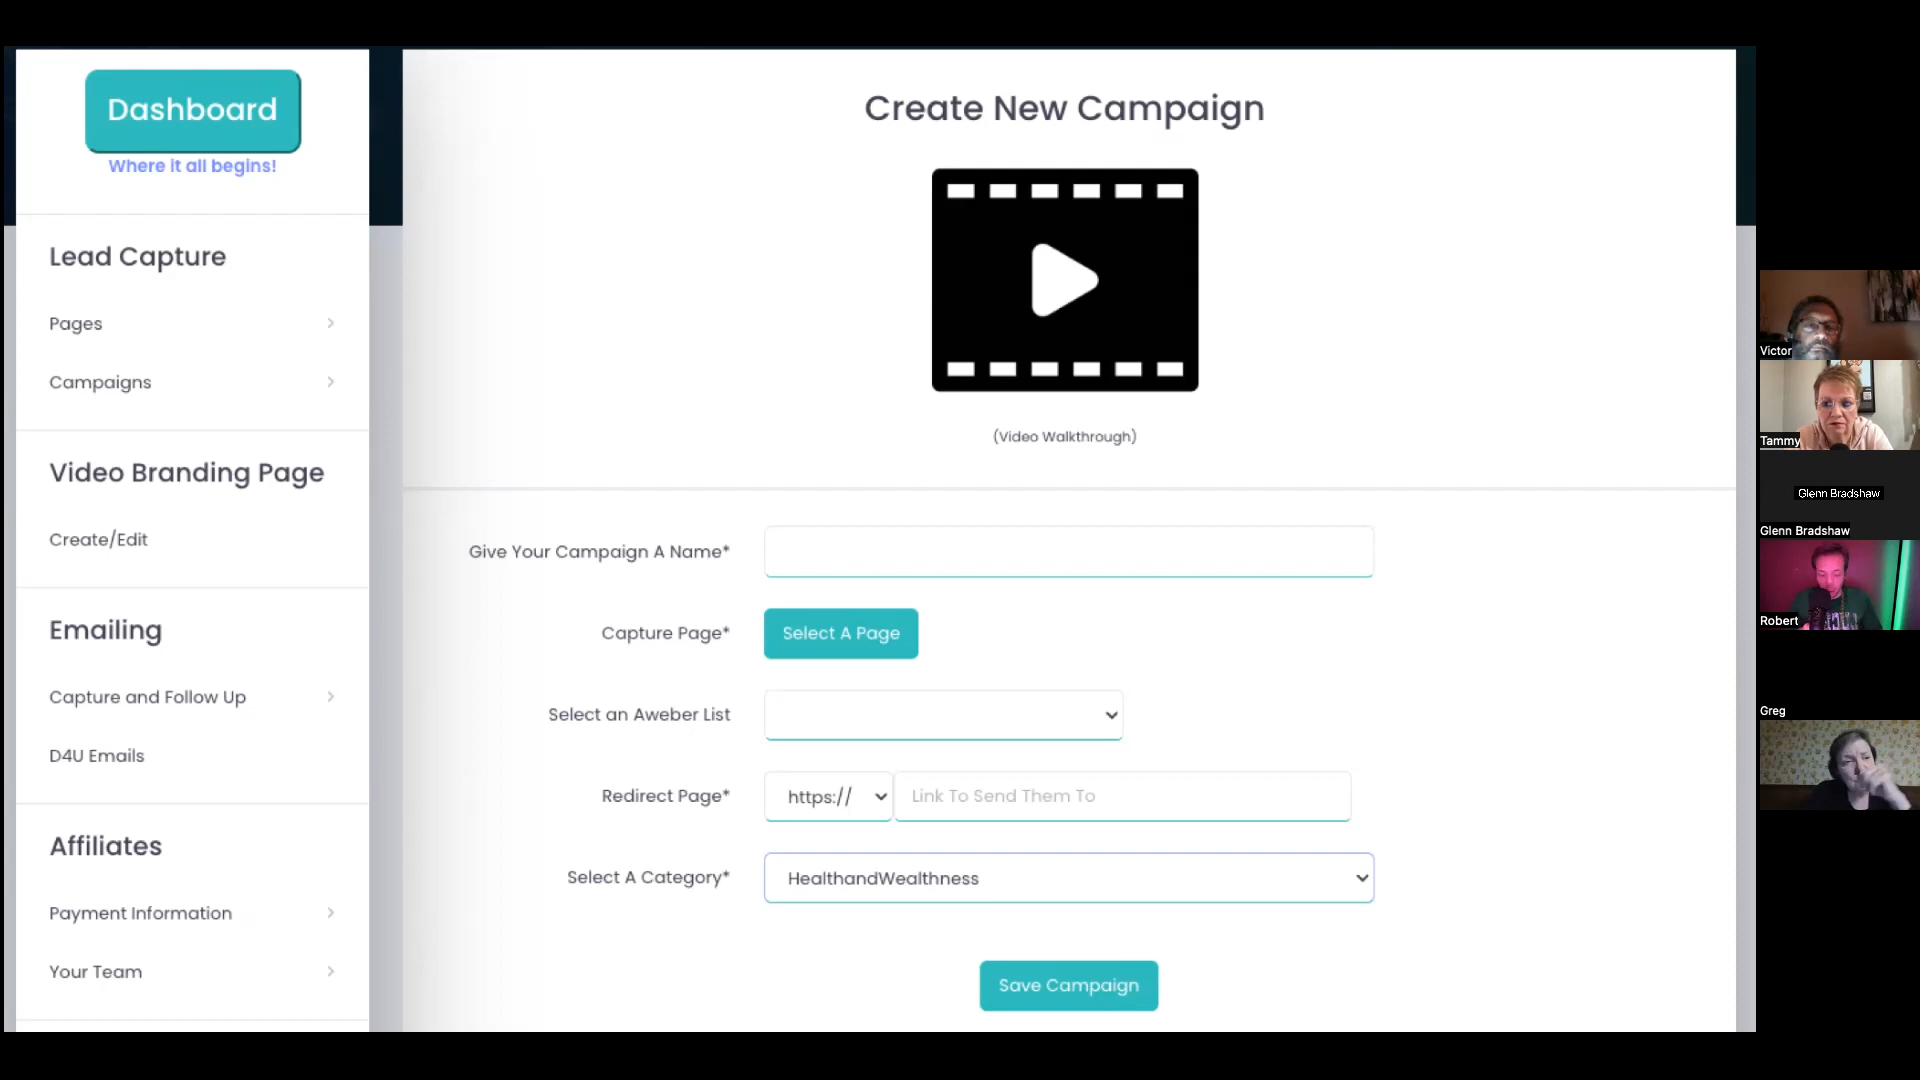 Dashboard
Where it all begins!
Lead Capture
Pages
Campaigns
Video Branding Page
Create/Edit
Emailing
Capture and Follow Up
D4U Emails
Affiliates
Payment Information
Your Team
Create New Campaign
(Video Walkthrough)
Give Your Campaign A Name*
Capture Page* Select A Page
Select an Aweber List
Redirect Page* https:// Link To Send Them To
Select A Category* HealthandWealthness
Save Campaign
Victor
Tammy
Glenn Bradshaw
Glenn Bradshaw
Robert
Greg